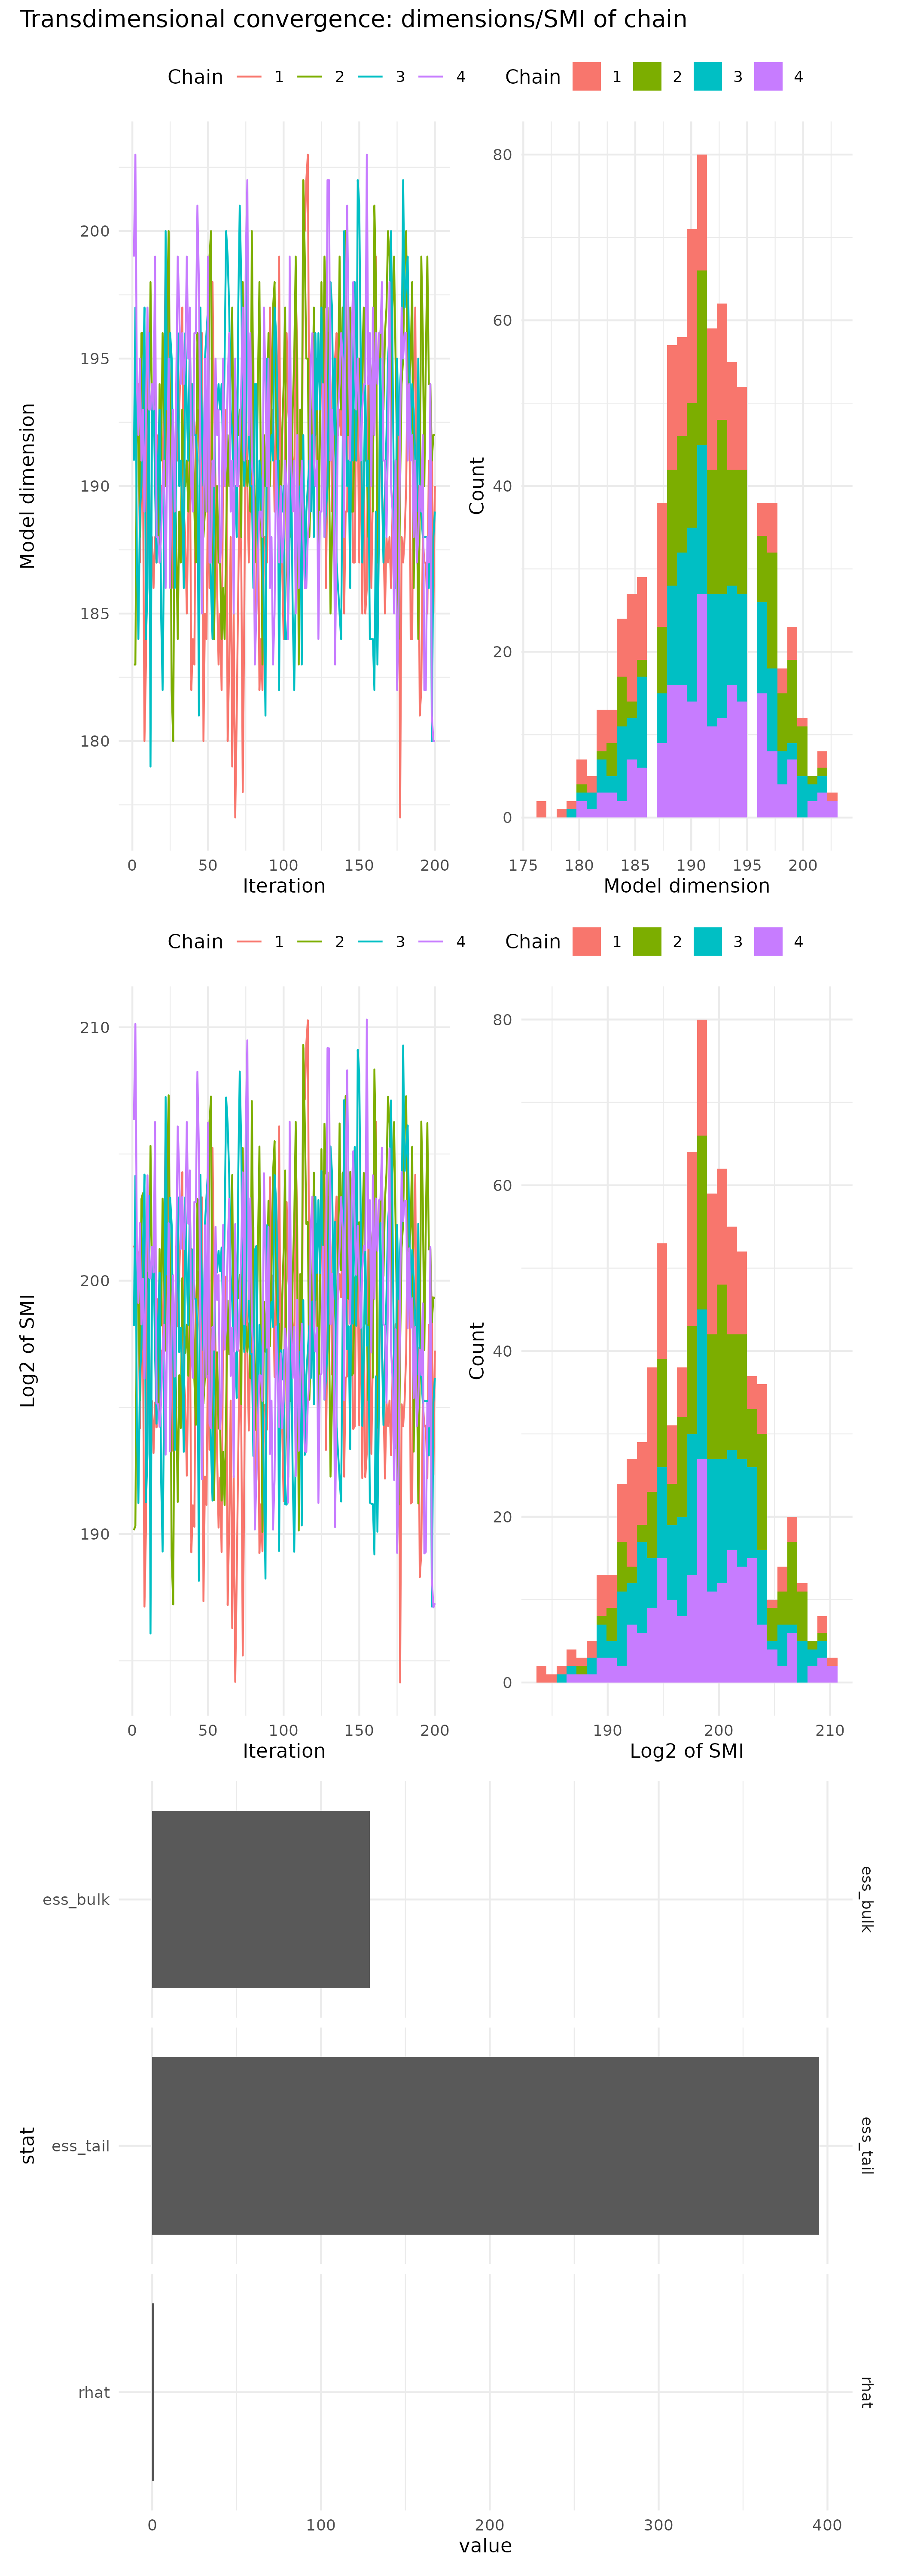 Transdimensional convergence: dimensions/SMI of chain
Chain 1 2 3 4
Chain 1 2 3 4
200
195
190
185
180
Model dimension
0 50 100 150 200
Iteration
80
60
40
20
0
Count
175 180 185 190 195 200
Model dimension
Chain 1 2 3 4
Chain 1 2 3 4
210
200
190
Log2 of SMI
0 50 100 150 200
Iteration
80
60
40
20
0
Count
190 200 210
Log2 of SMI
ess_bulk
ess_bulk
stat
ess_tail
ess_tail
rhat
rhat
0 100 200 300 400
value